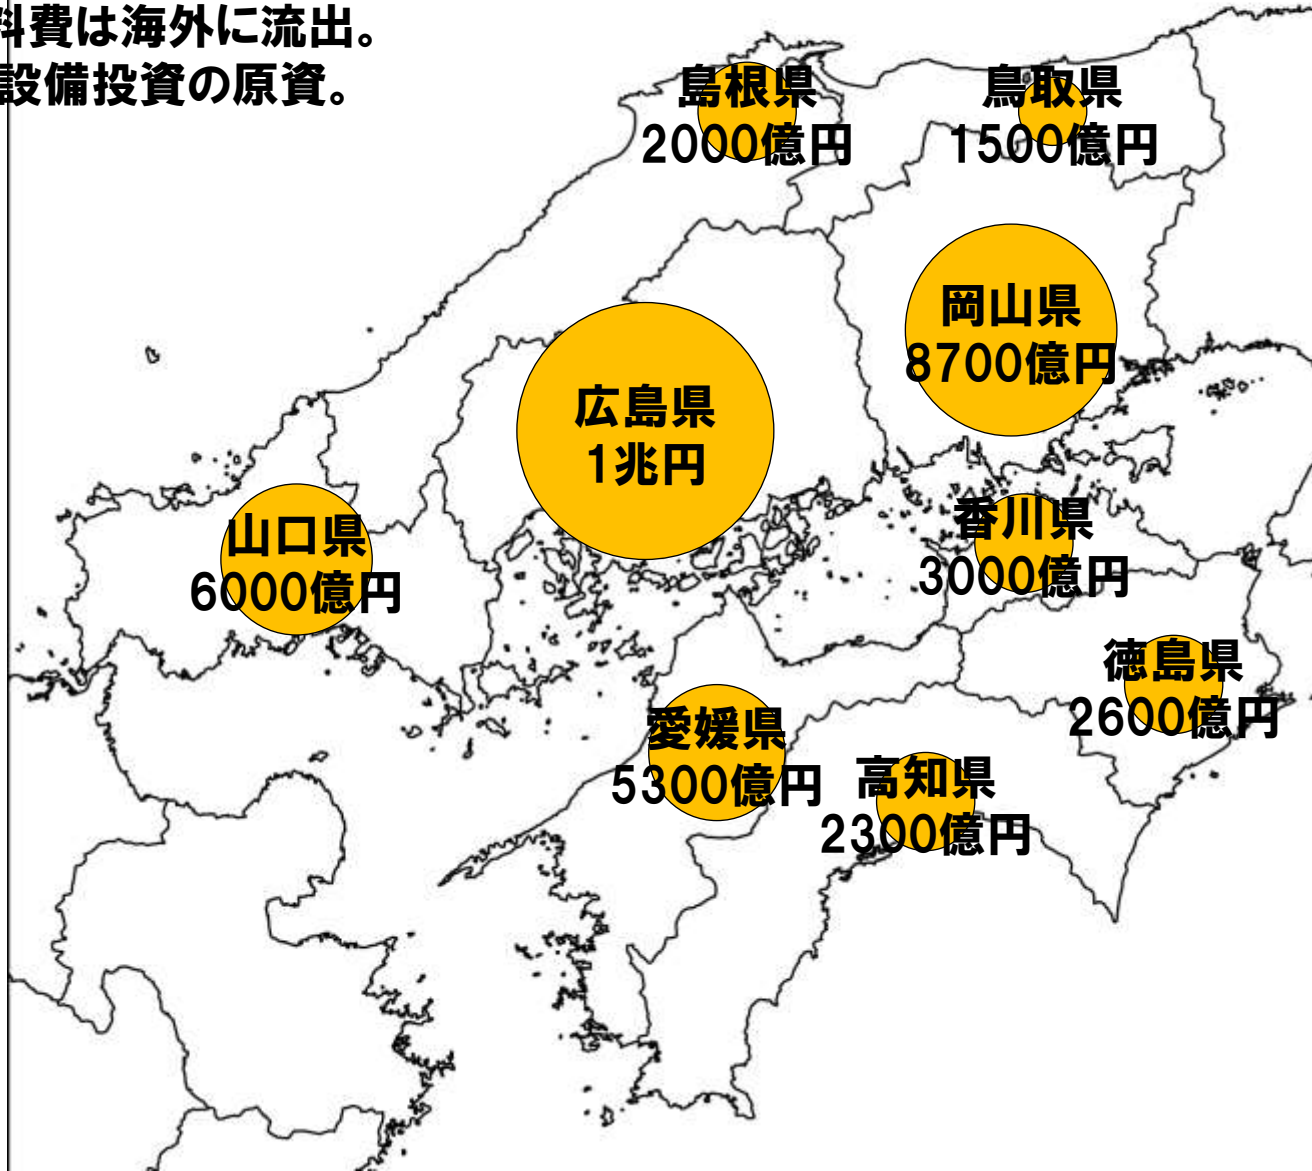 料費は海外に流出。
設備投資の原資。
島根県
2000億円
鳥取県
1500億円
岡山県
8700億円
広島県
1兆円
山口県
6000億円
香川県
3000億円
徳島県
2600億円
愛媛県
5300億円
高知県
2300億円